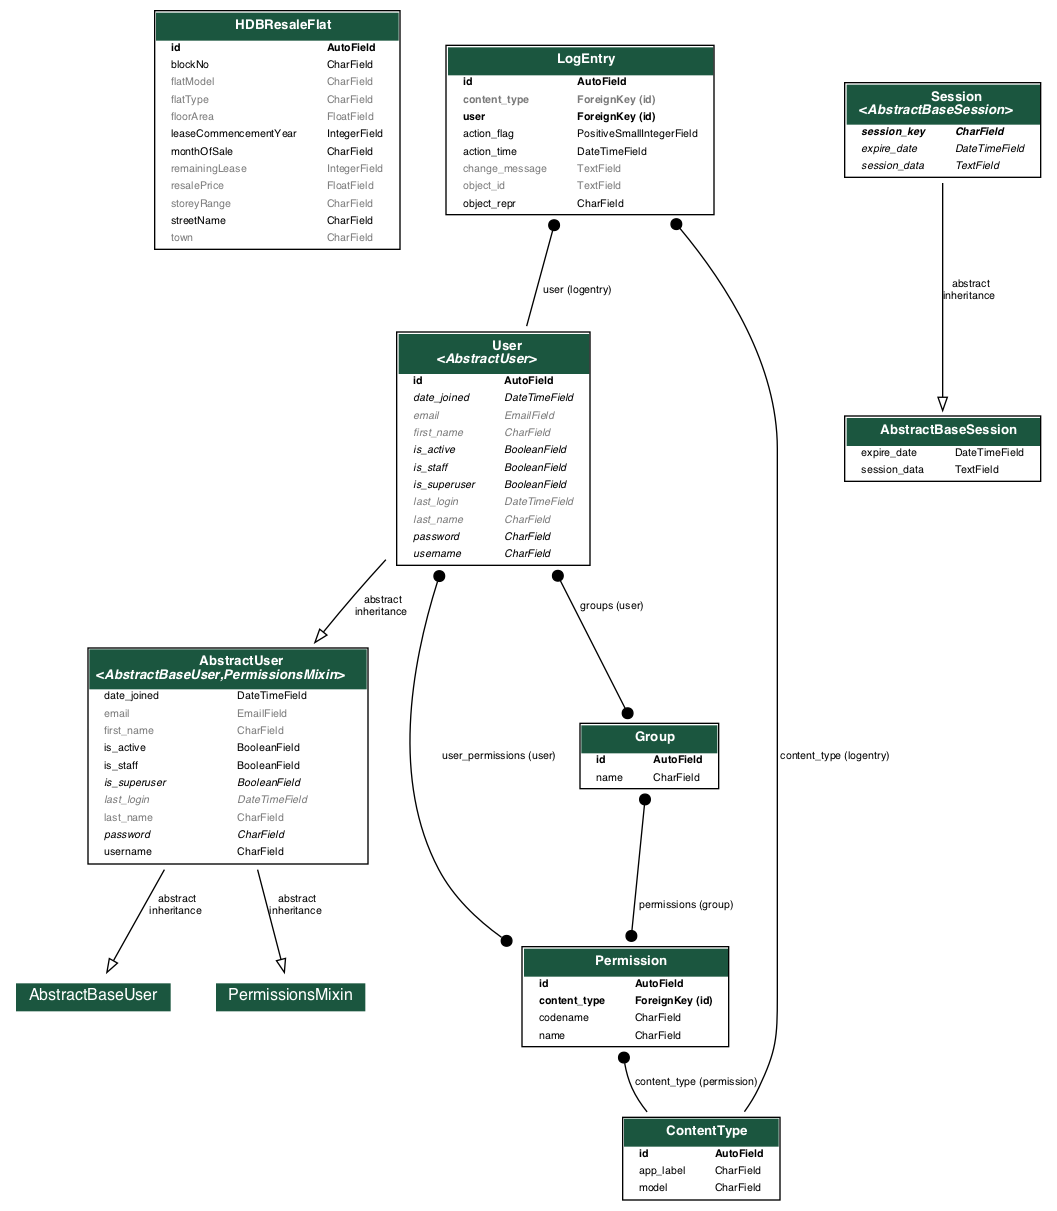 HDBResaleFlat
id AutoField
blockNo CharField
flatModel CharField
flatType CharField
floorArea FloatField
leaseCommencementYear IntegerField
monthOfSale CharField
remainingLease IntegerField
resalePrice FloatField
storeyRange CharField
streetName CharField
town CharField
LogEntry
id AutoField
content_type ForeignKey (id)
user ForeignKey (id)
action_flag PositiveSmallIntegerField
action_time DateTimeField
change_message TextField
object_id TextField
object_repr CharField
Session
<AbstractBaseSession>
session_key CharField
expire_date DateTimeField
session_data TextField
user (logentry)
abstract
inheritance
User
<AbstractUser>
id AutoField
date_joined DateTimeField
email EmailField
first_name CharField
is_active BooleanField
is_staff BooleanField
is_superuser BooleanField
last_login DateTimeField
last_name CharField
password CharField
username CharField
AbstractBaseSession
expire_date DateTimeField
session_data TextField
abstract
inheritance
groups (user)
AbstractUser
<AbstractBaseUser,PermissionsMixin>
date_joined DateTimeField
email EmailField
first_name CharField
is_active BooleanField
is_staff BooleanField
is_superuser BooleanField
last_login DateTimeField
last_name CharField
password CharField
username CharField
user_permissions (user)
Group
id AutoField
name CharField
content_type (logentry)
abstract
inheritance
abstract
inheritance
permissions (group)
AbstractBaseUser
PermissionsMixin
Permission
id AutoField
content_type ForeignKey (id)
codename CharField
name CharField
content_type (permission)
ContentType
id AutoField
app_label CharField
model CharField